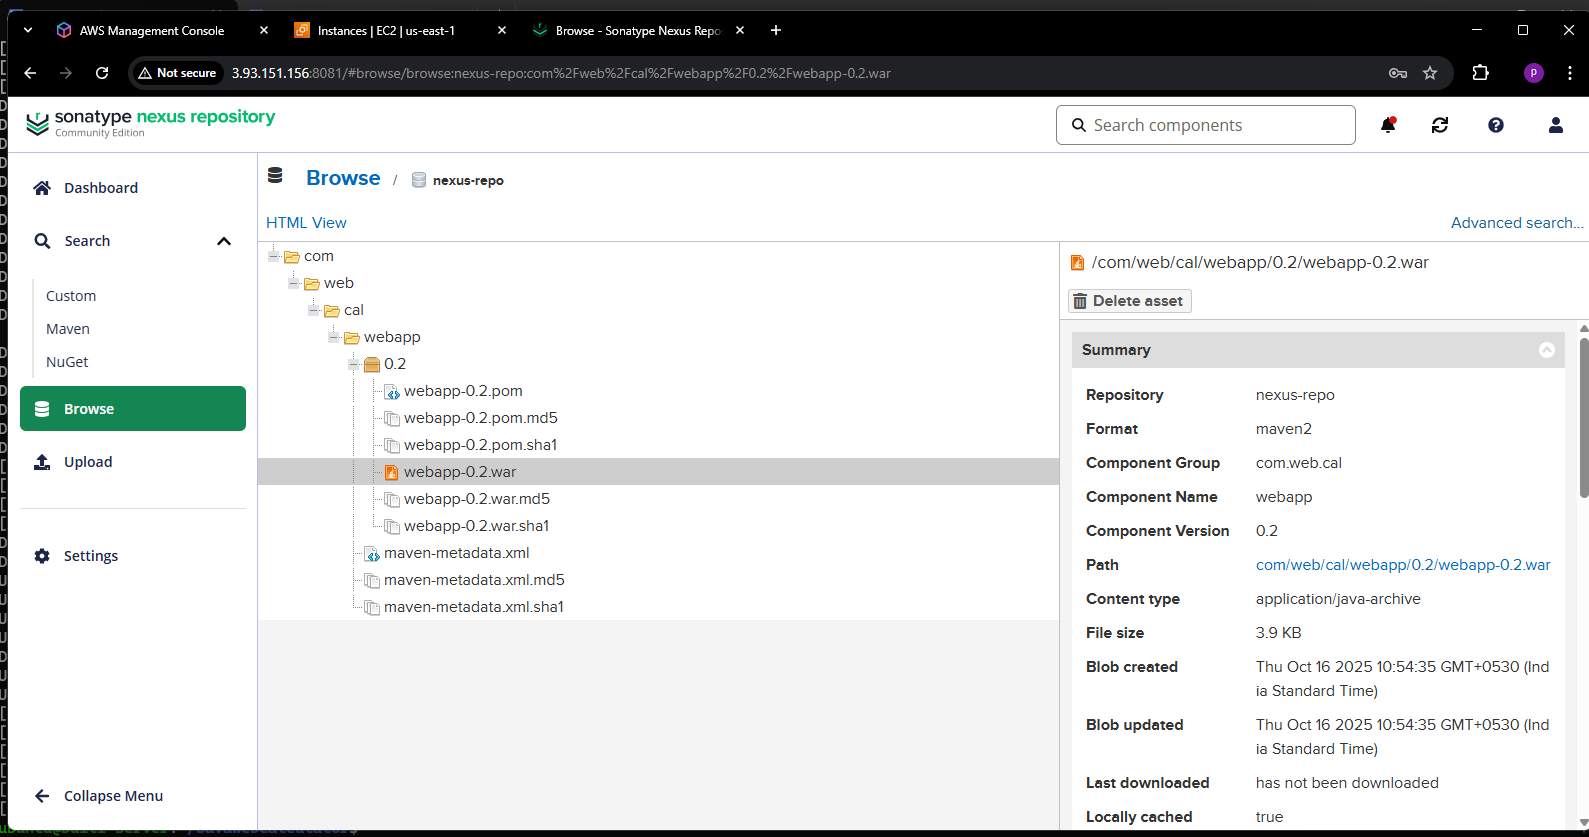 AWS Management Console
Instances | EC2 | us-east-1
Browse - Sonatype Nexus Repo
Not secure
3.93.151.156:8081/#browse/browse:nexus-repo:com%2Fweb%2Fcal%2Fwebapp%2F0.2%2Fwebapp-0.2.war
P
sonatype nexus repository
Community Edition
Search components
Dashboard
Search
Custom
Maven
NuGet
Browse
Upload
Settings
Collapse Menu
Browse / nexus-repo
HTML View
Advanced search...
com
web
cal
webapp
0.2
webapp-0.2.pom
webapp-0.2.pom.md5
webapp-0.2.pom.sha1
webapp-0.2.war
webapp-0.2.war.md5
webapp-0.2.war.sha1
maven-metadata.xml
maven-metadata.xml.md5
maven-metadata.xml.sha1
/com/web/cal/webapp/0.2/webapp-0.2.war
Delete asset
Summary
Repository nexus-repo
Format maven2
Component Group com.web.cal
Component Name webapp
Component Version 0.2
Path com/web/cal/webapp/0.2/webapp-0.2.war
Content type application/java-archive
File size 3.9 KB
Blob created Thu Oct 16 2025 10:54:35 GMT+0530 (Ind
ia Standard Time)
Blob updated Thu Oct 16 2025 10:54:35 GMT+0530 (Ind
ia Standard Time)
Last downloaded has not been downloaded
Locally cached true